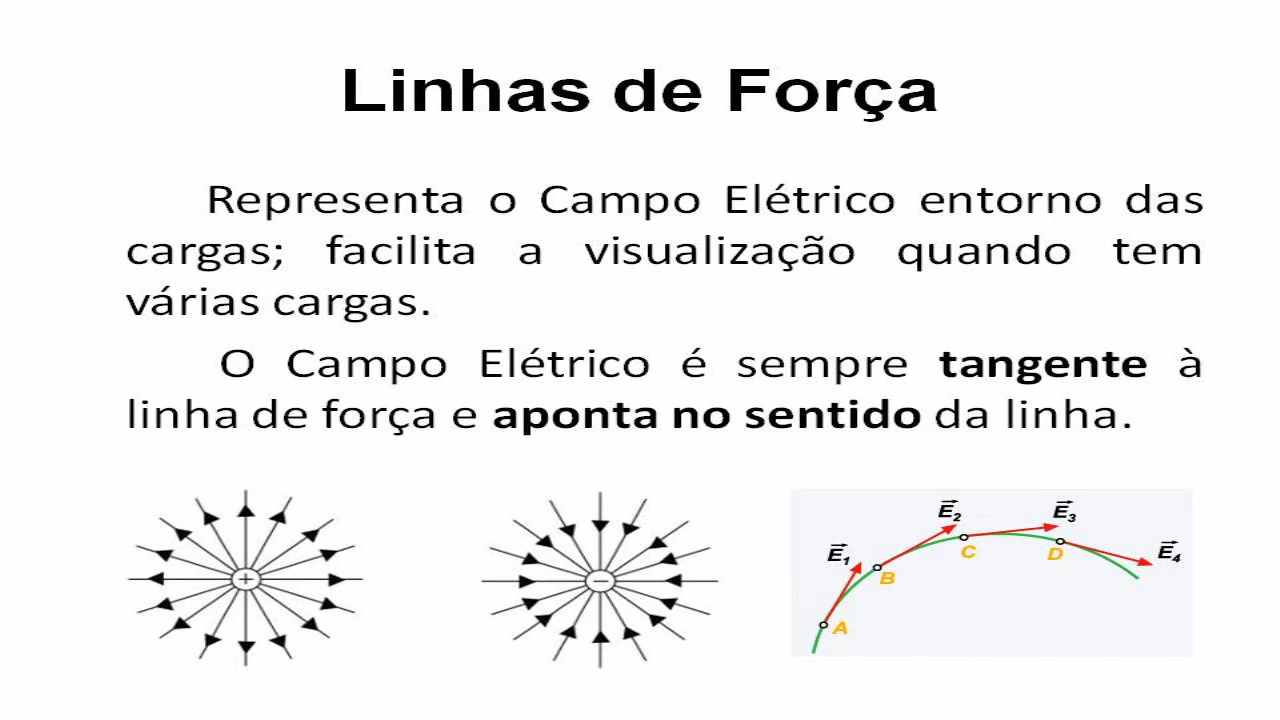 Linhas de Força
Representa o Campo Elétrico entorno das
cargas; facilita a visualização quando tem
várias cargas.
O Campo Elétrico é sempre tangente à
linha de força e aponta no sentido da linha.
+
−
E1
E2
E3
E4
A
B
C
D